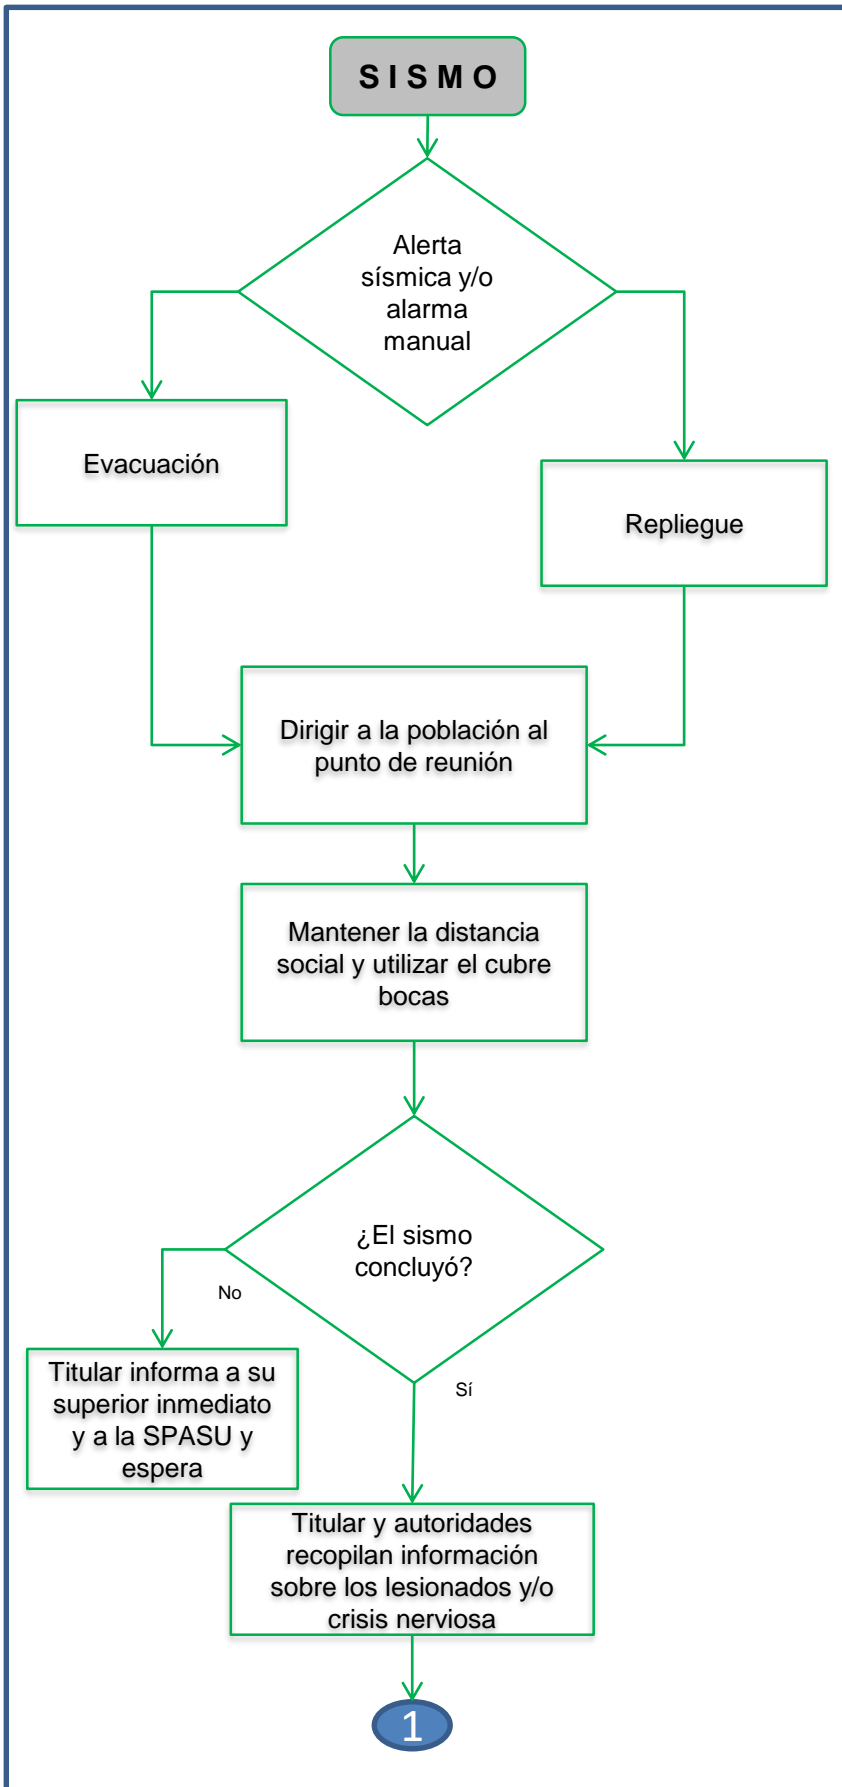 SISMO
Alerta
sísmica y/o
alarma
manual
Evacuación
Repliegue
Dirigir a la población al
punto de reunión
Mantener la distancia
social y utilizar el cubre
bocas
¿El sismo
concluyó?
No
Titular informa a su
superior inmediato
y a la SPASU y
espera
Sí
Titular y autoridades
recopilan información
sobre los lesionados y/o
crisis nerviosa
1